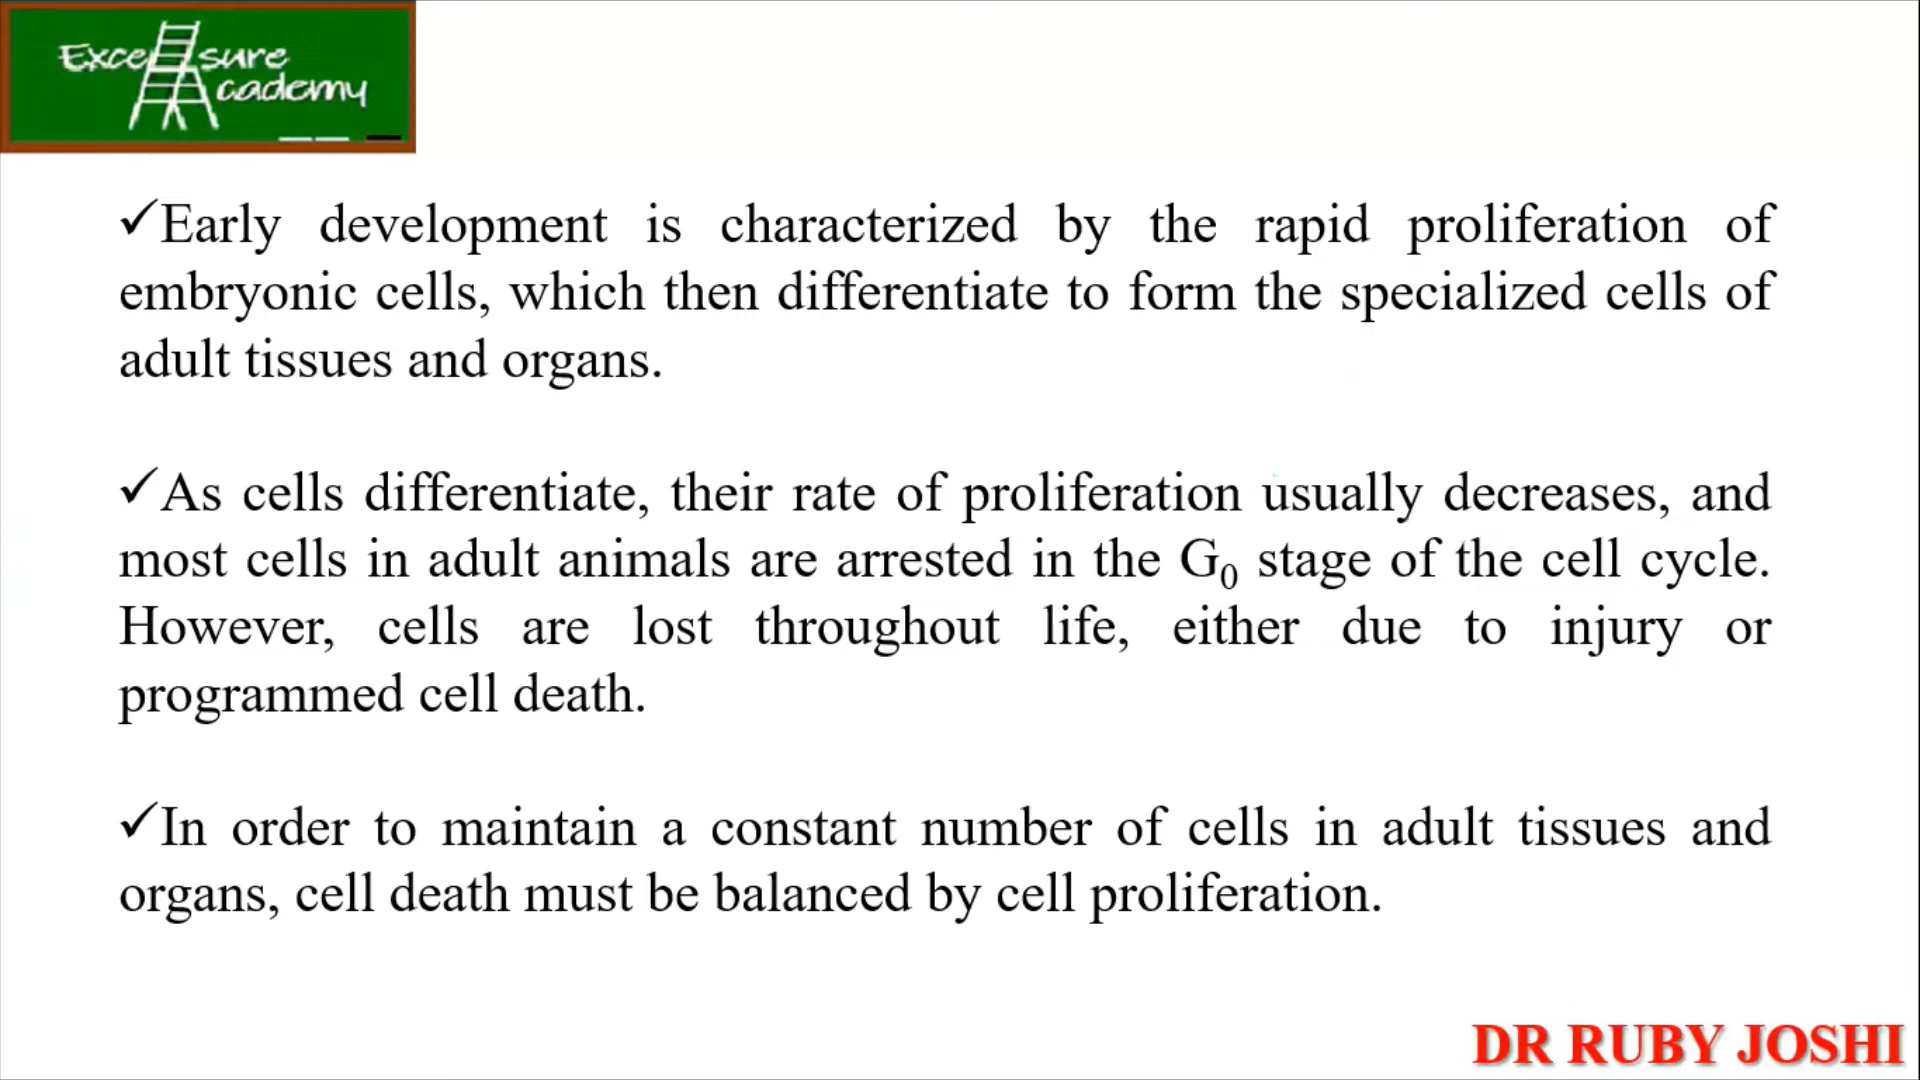 Excellsure
Academy
✓Early development is characterized by the rapid proliferation of
embryonic cells, which then differentiate to form the specialized cells of
adult tissues and organs.
✓As cells differentiate, their rate of proliferation usually decreases, and
most cells in adult animals are arrested in the G₀ stage of the cell cycle.
However, cells are lost throughout life, either due to injury or
programmed cell death.
✓In order to maintain a constant number of cells in adult tissues and
organs, cell death must be balanced by cell proliferation.
DR RUBY JOSHI